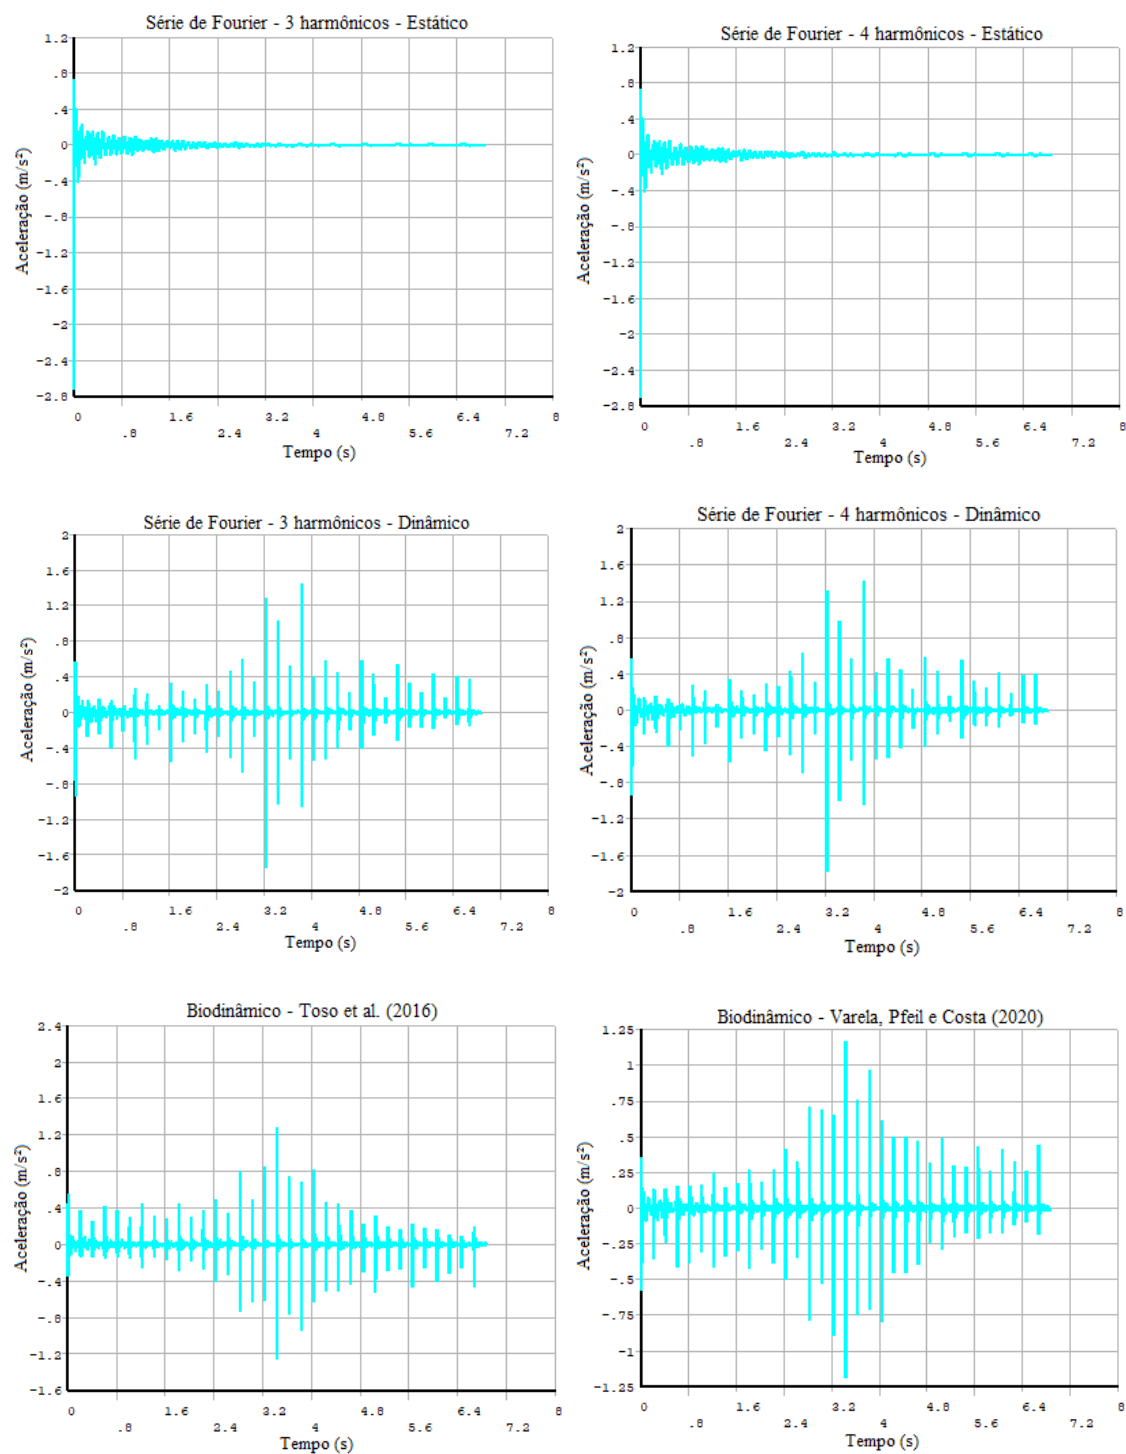 Série de Fourier - 3 harmônicos - Estático
1.2
.8
.4
0
-.4
-.8
-1.2
-1.6
-2
-2.4
-2.8
Aceleração (m/s²)
0 1.6 3.2 4.8 6.4 8
.8 2.4 4 5.6 7.2
Tempo (s)
Série de Fourier - 4 harmônicos - Estático
1.2
.8
.4
0
-.4
-.8
-1.2
-1.6
-2
-2.4
-2.8
Aceleração (m/s²)
0 1.6 3.2 4.8 6.4 8
.8 2.4 4 5.6 7.2
Tempo (s)
Série de Fourier - 3 harmônicos - Dinâmico
2
1.6
1.2
.8
.4
0
-.4
-.8
-1.2
-1.6
-2
Aceleração (m/s²)
0 1.6 3.2 4.8 6.4 8
.8 2.4 4 5.6 7.2
Tempo (s)
Série de Fourier - 4 harmônicos - Dinâmico
2
1.6
1.2
.8
.4
0
-.4
-.8
-1.2
-1.6
-2
Aceleração (m/s²)
0 1.6 3.2 4.8 6.4 8
.8 2.4 4 5.6 7.2
Tempo (s)
Biodinâmico - Toso et al. (2016)
2.4
2
1.6
1.2
.8
.4
0
-.4
-.8
-1.2
-1.6
Aceleração (m/s²)
0 1.6 3.2 4.8 6.4 8
.8 2.4 4 5.6 7.2
Tempo (s)
Biodinâmico - Varela, Pfeil e Costa (2020)
1.25
1
.75
.5
.25
0
-.25
-.5
-.75
-1
-1.25
Aceleração (m/s²)
0 1.6 3.2 4.8 6.4 8
.8 2.4 4 5.6 7.2
Tempo (s)